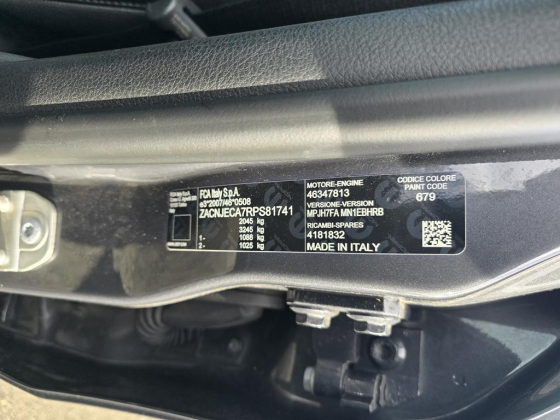 FCA Italy S.p.A.
e3*2007/46*0508
ZACNJECA7RPS81741
2045 kg
3245 kg
1 - 1088 kg
2 - 1025 kg
MOTORE-ENGINE
46347813
VERSIONE-VERSION
MPJH7FA MN1EBHRB
RICAMBI-SPARES
4181832
MADE IN ITALY
CODICE COLORE
PAINT CODE
679